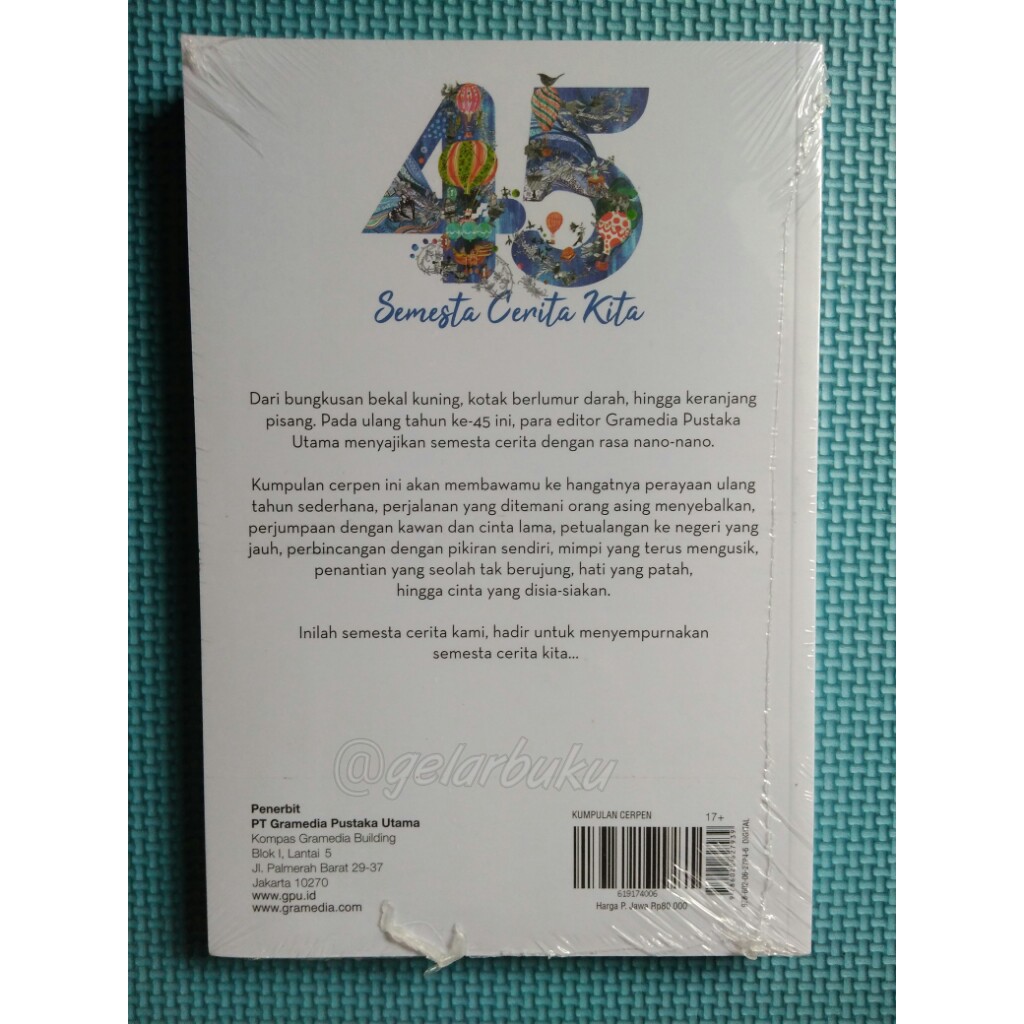 45
Semesta Cerita Kita
Dari bungkusan bekal kuning, kotak berlumur darah, hingga keranjang
pisang. Pada ulang tahun ke-45 ini, para editor Gramedia Pustaka
Utama menyajikan semesta cerita dengan rasa nano-nano.
Kumpulan cerpen ini akan membawamu ke hangatnya perayaan ulang
tahun sederhana, perjalanan yang ditemani orang asing menyebalkan,
perjumpaan dengan kawan dan cinta lama, petualangan ke negeri yang
jauh, perbincangan dengan pikiran sendiri, mimpi yang terus mengusik,
penantian yang seolah tak berujung, hati yang patah,
hingga cinta yang disia-siakan.
Inilah semesta cerita kami, hadir untuk menyempurnakan
semesta cerita kita...
@gelarbuku
Penerbit
PT Gramedia Pustaka Utama
Kompas Gramedia Building
Blok I, Lantai 5
Jl. Palmerah Barat 29-37
Jakarta 10270
www.gpu.id
www.gramedia.com
KUMPULAN CERPEN
17+
619174006
Harga P. Jawa Rp80 000
DIGITAL